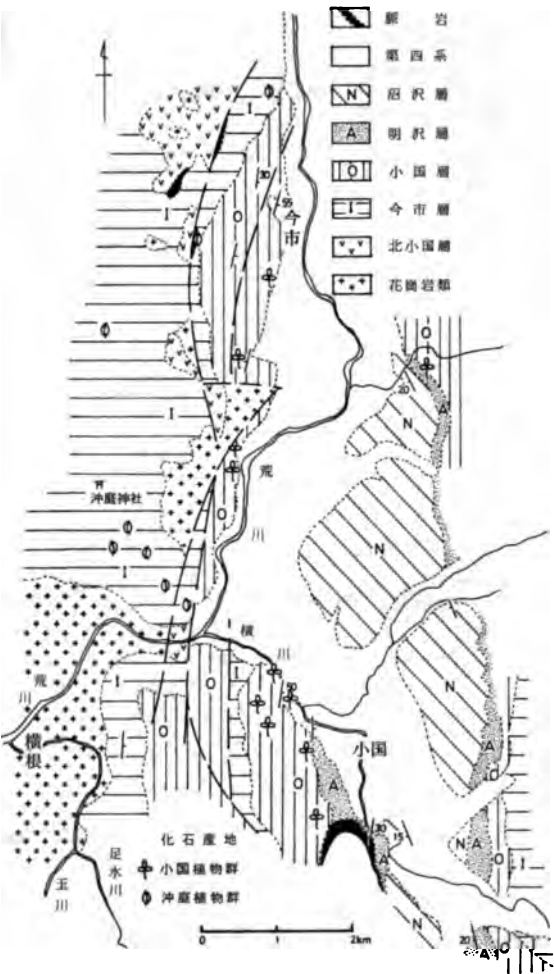 脈岩
第四系
N 沼沢層
A 明沢層
O 小国層
I 今市層
北小国層
花崗岩類
I
30
O
55
今市
I
I
O
20
A
N
I
荒川
沖庭神社
O
N
I
横川
荒川
I
O
I
N
小国
横根
I
O
A
O
A
O
N A
30
15
A
O
I
化石産地
小国植物群
沖庭植物群
足水川
玉川
N
0 1 2km
20
A
O